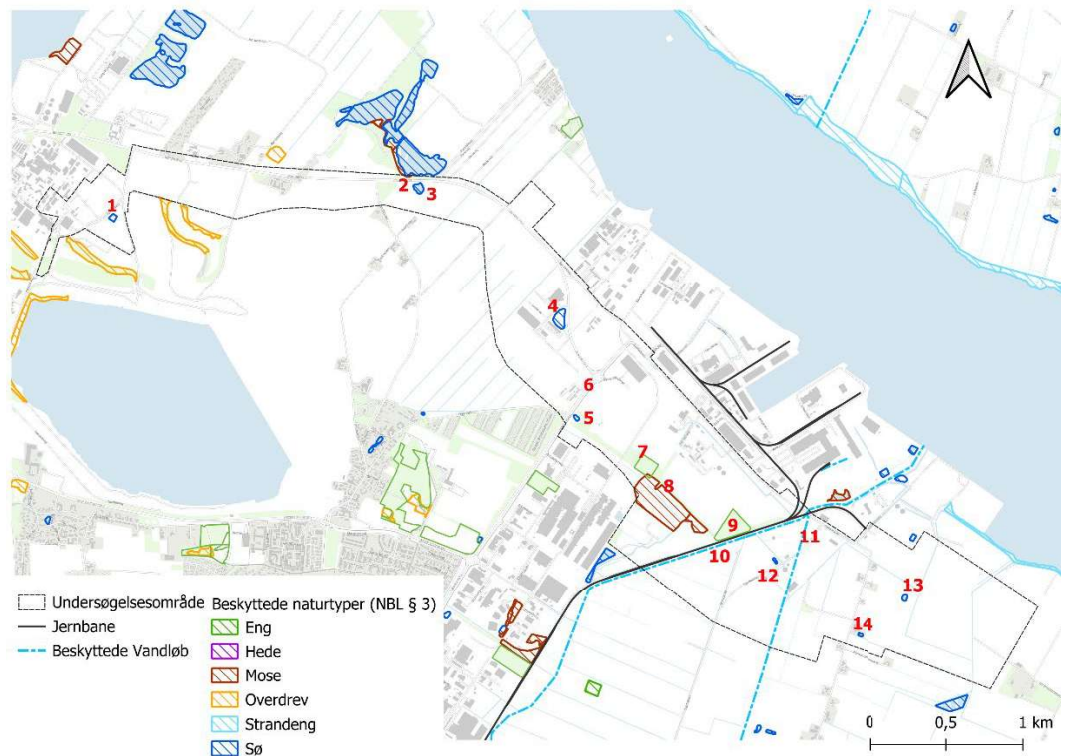 1
2
3
4
6
5
7
8
9
10
11
12
13
14
Undersøgelsesområde
Jernbane
Beskyttede Vandløb
Beskyttede naturtyper (NBL § 3)
Eng
Hede
Mose
Overdrev
Strandeng
Sø
0 0,5 1 km